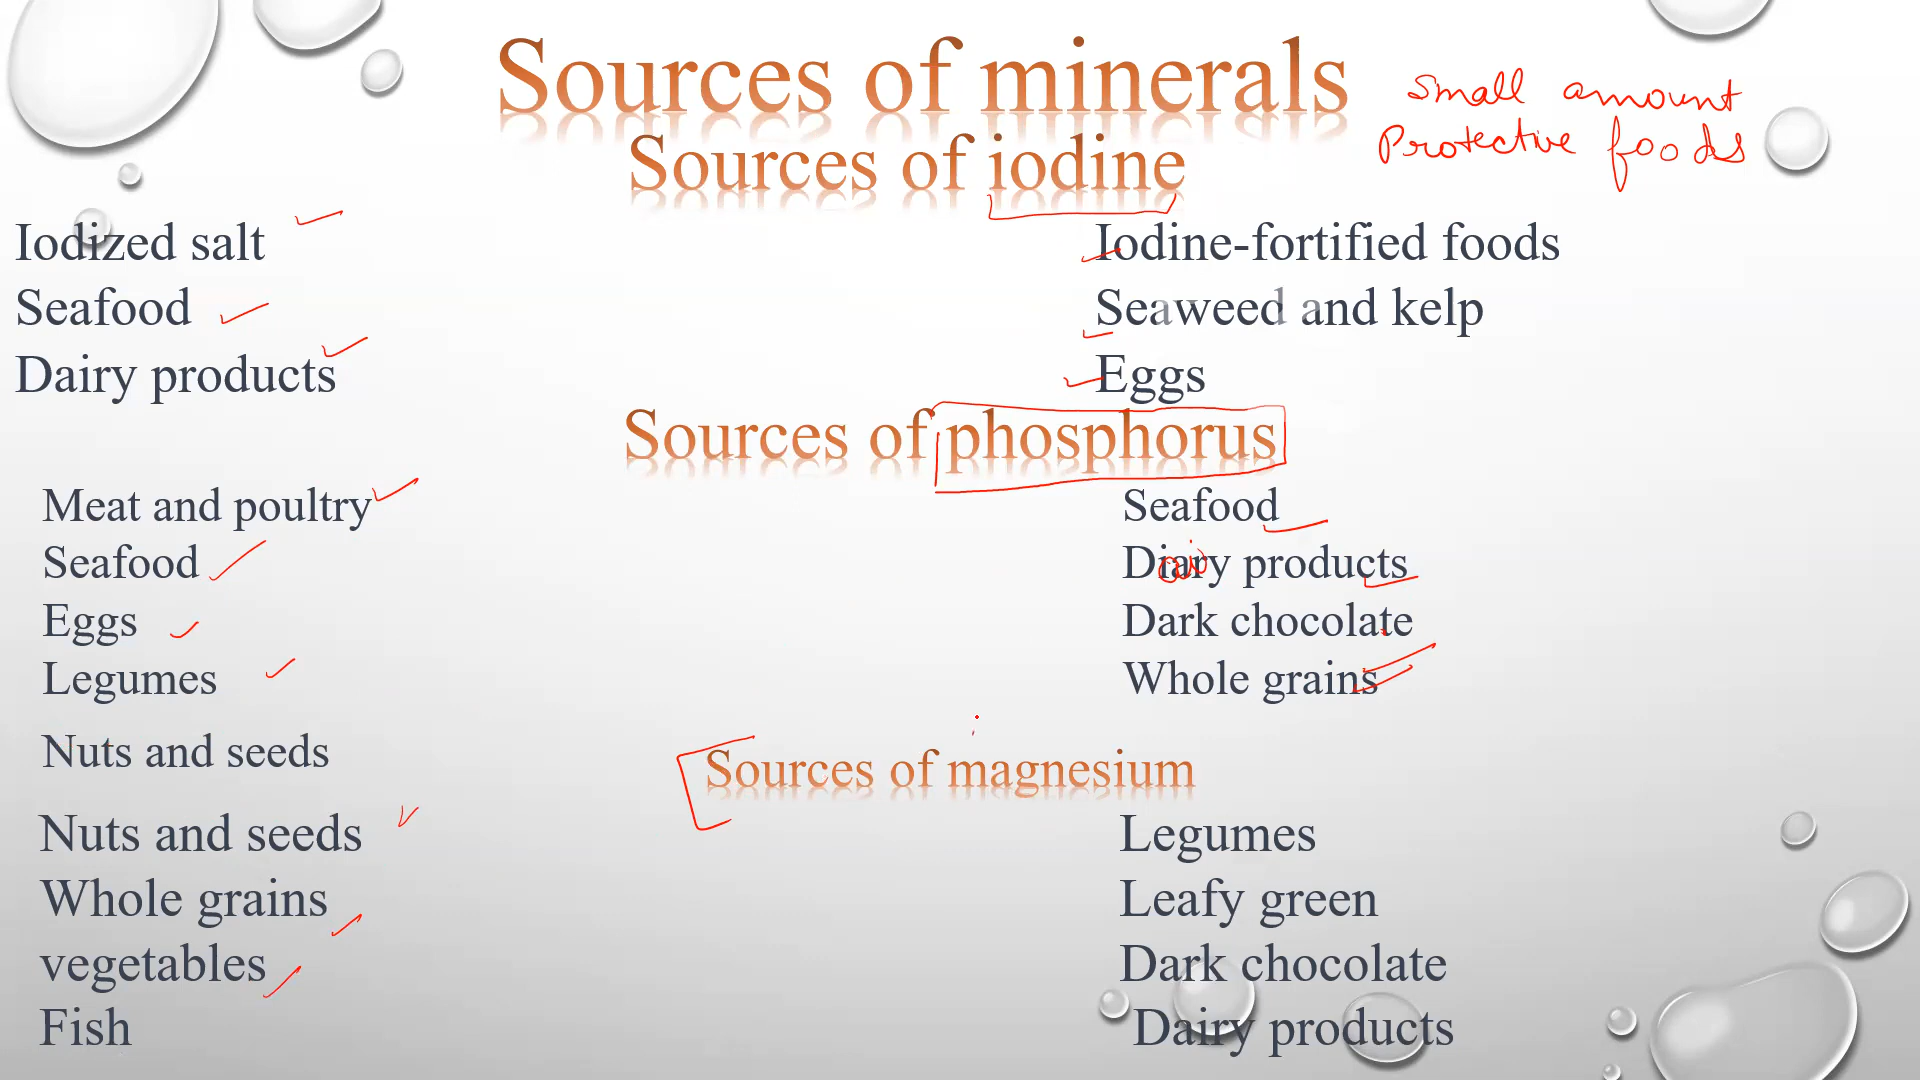 Sources of minerals
Small amount
Protective foods
Sources of iodine
Iodized salt
Seafood
Dairy products
Iodine-fortified foods
Seaweed and kelp
Eggs
Sources of phosphorus
Meat and poultry
Seafood
Eggs
Legumes
Nuts and seeds
Seafood
Diary products
ai
Dark chocolate
Whole grains
Sources of magnesium
Nuts and seeds
Whole grains
vegetables
Fish
Legumes
Leafy green
Dark chocolate
Dairy products